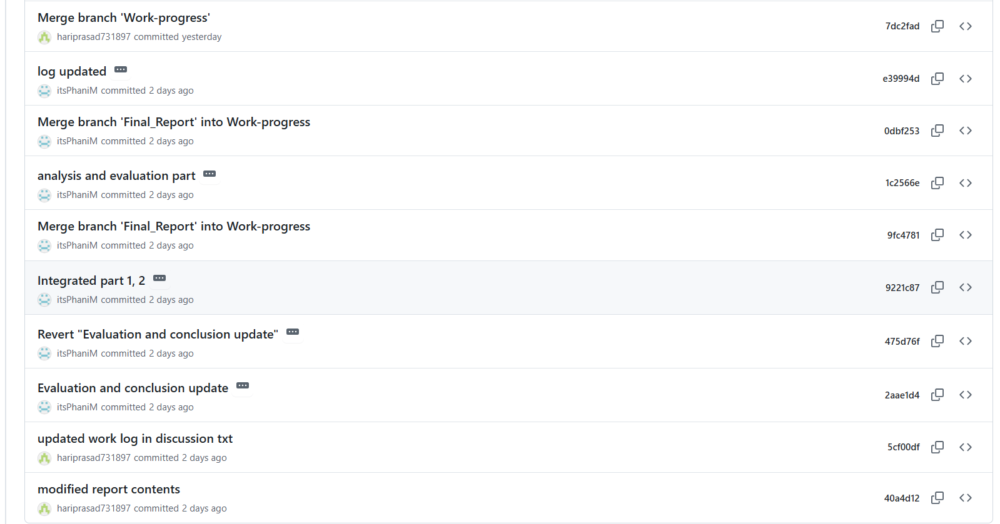 Merge branch 'Work-progress'
7dc2fad
hariprasad731897 committed yesterday
log updated
e39994d
itsPhaniM committed 2 days ago
Merge branch 'Final_Report' into Work-progress
0dbf253
itsPhaniM committed 2 days ago
analysis and evaluation part
1c2566e
itsPhaniM committed 2 days ago
Merge branch 'Final_Report' into Work-progress
9fc4781
itsPhaniM committed 2 days ago
Integrated part 1, 2
9221c87
itsPhaniM committed 2 days ago
Revert "Evaluation and conclusion update"
475d76f
itsPhaniM committed 2 days ago
Evaluation and conclusion update
2aae1d4
itsPhaniM committed 2 days ago
updated work log in discussion txt
5cf00df
hariprasad731897 committed 2 days ago
modified report contents
40a4d12
hariprasad731897 committed 2 days ago